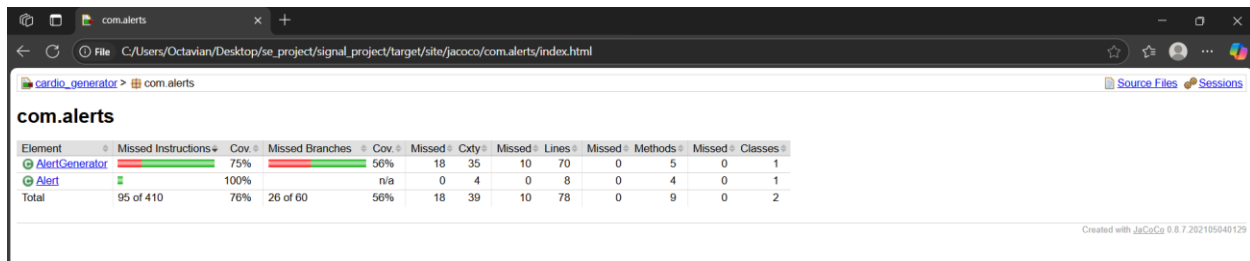 com.alerts
File C:/Users/Octavian/Desktop/se_project/signal_project/target/site/jacoco/com.alerts/index.html
cardio_generator > com.alerts Source Files Sessions
com.alerts
Element Missed Instructions Cov. Missed Branches Cov. Missed Cxty Missed Lines Missed Methods Missed Classes
AlertGenerator 75% 56% 18 35 10 70 0 5 0 1
Alert 100% n/a 0 4 0 8 0 4 0 1
Total 95 of 410 76% 26 of 60 56% 18 39 10 78 0 9 0 2
Created with JaCoCo 0.8.7.202105040129